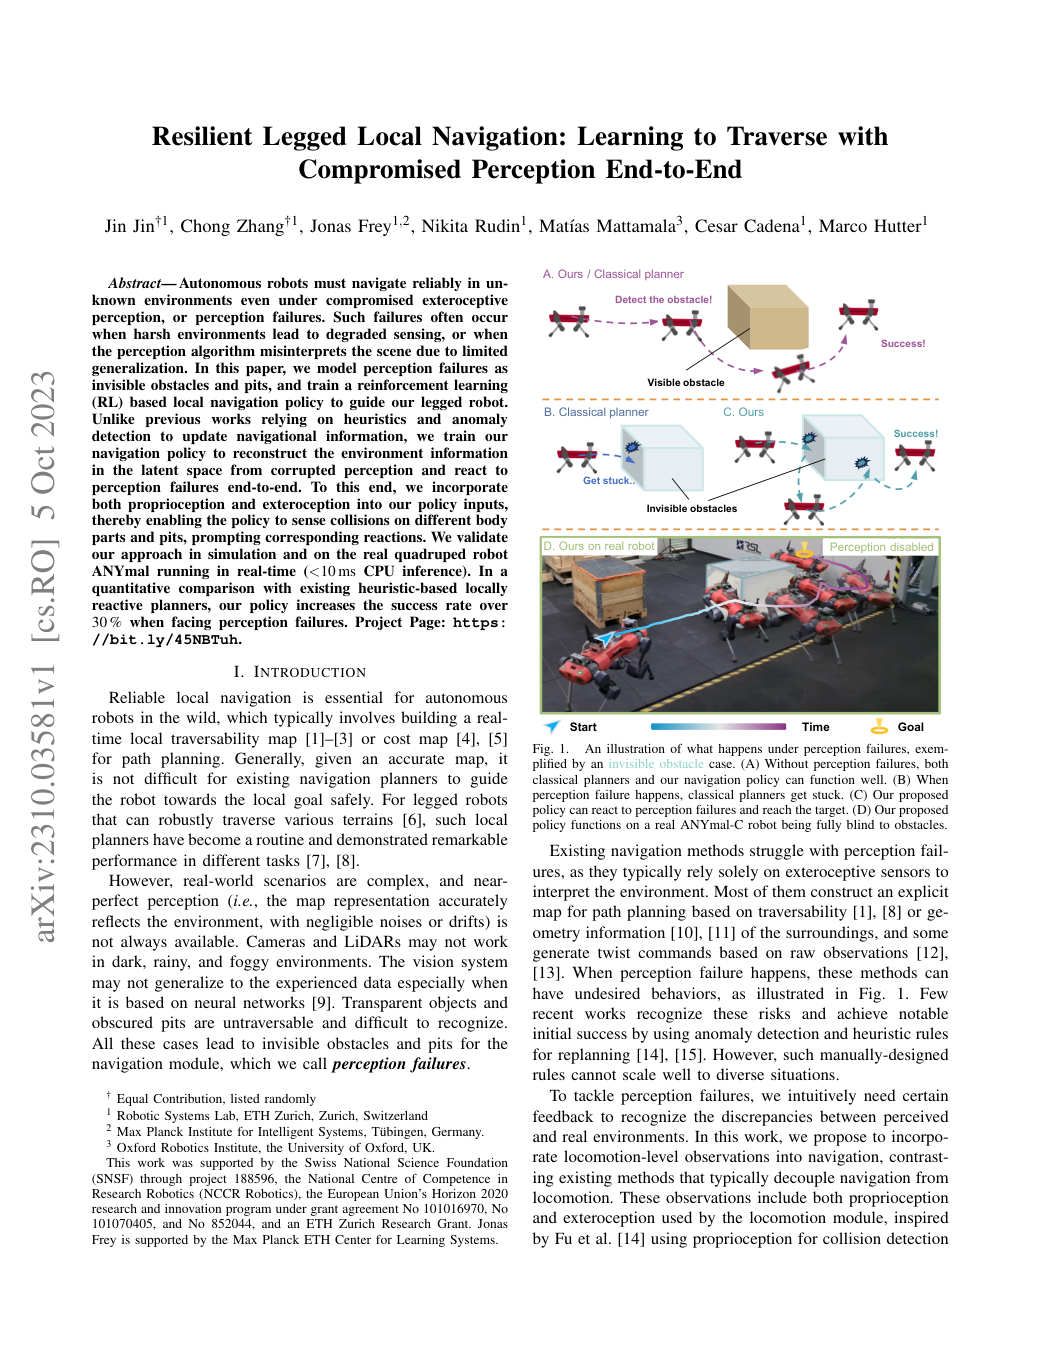 Resilient Legged Local Navigation: Learning to Traverse with
Compromised Perception End-to-End
Jin Jin†1, Chong Zhang†1, Jonas Frey1,2, Nikita Rudin1, Matías Mattamala3, Cesar Cadena1, Marco Hutter1
arXiv:2310.03581v1 [cs.RO] 5 Oct 2023
Abstract— Autonomous robots must navigate reliably in un-
known environments even under compromised exteroceptive
perception, or perception failures. Such failures often occur
when harsh environments lead to degraded sensing, or when
the perception algorithm misinterprets the scene due to limited
generalization. In this paper, we model perception failures as
invisible obstacles and pits, and train a reinforcement learning
(RL) based local navigation policy to guide our legged robot.
Unlike previous works relying on heuristics and anomaly
detection to update navigational information, we train our
navigation policy to reconstruct the environment information
in the latent space from corrupted perception and react to
perception failures end-to-end. To this end, we incorporate
both proprioception and exteroception into our policy inputs,
thereby enabling the policy to sense collisions on different body
parts and pits, prompting corresponding reactions. We validate
our approach in simulation and on the real quadruped robot
ANYmal running in real-time (<10 ms CPU inference). In a
quantitative comparison with existing heuristic-based locally
reactive planners, our policy increases the success rate over
30 % when facing perception failures. Project Page: https:
//bit.ly/45NBTuh.
I. INTRODUCTION
Reliable local navigation is essential for autonomous
robots in the wild, which typically involves building a real-
time local traversability map [1]–[3] or cost map [4], [5]
for path planning. Generally, given an accurate map, it
is not difficult for existing navigation planners to guide
the robot towards the local goal safely. For legged robots
that can robustly traverse various terrains [6], such local
planners have become a routine and demonstrated remarkable
performance in different tasks [7], [8].
However, real-world scenarios are complex, and near-
perfect perception (i.e., the map representation accurately
reflects the environment, with negligible noises or drifts) is
not always available. Cameras and LiDARs may not work
in dark, rainy, and foggy environments. The vision system
may not generalize to the experienced data especially when
it is based on neural networks [9]. Transparent objects and
obscured pits are untraversable and difficult to recognize.
All these cases lead to invisible obstacles and pits for the
navigation module, which we call perception failures.
† Equal Contribution, listed randomly
1 Robotic Systems Lab, ETH Zurich, Zurich, Switzerland
2 Max Planck Institute for Intelligent Systems, Tübingen, Germany.
3 Oxford Robotics Institute, the University of Oxford, UK.
This work was supported by the Swiss National Science Foundation
(SNSF) through project 188596, the National Centre of Competence in
Research Robotics (NCCR Robotics), the European Union's Horizon 2020
research and innovation program under grant agreement No 101016970, No
101070405, and No 852044, and an ETH Zurich Research Grant. Jonas
Frey is supported by the Max Planck ETH Center for Learning Systems.
A. Ours / Classical planner
Detect the obstacle!
Success!
Visible obstacle
B. Classical planner
C. Ours
Success!
Get stuck..
Invisible obstacles
D. Ours on real robot
RSL
Perception disabled
Start
Time
Goal
Fig. 1. An illustration of what happens under perception failures, exem-
plified by an invisible obstacle case. (A) Without perception failures, both
classical planners and our navigation policy can function well. (B) When
perception failure happens, classical planners get stuck. (C) Our proposed
policy can react to perception failures and reach the target. (D) Our proposed
policy functions on a real ANYmal-C robot being fully blind to obstacles.
Existing navigation methods struggle with perception fail-
ures, as they typically rely solely on exteroceptive sensors to
interpret the environment. Most of them construct an explicit
map for path planning based on traversability [1], [8] or ge-
ometry information [10], [11] of the surroundings, and some
generate twist commands based on raw observations [12],
[13]. When perception failure happens, these methods can
have undesired behaviors, as illustrated in Fig. 1. Few
recent works recognize these risks and achieve notable
initial success by using anomaly detection and heuristic rules
for replanning [14], [15]. However, such manually-designed
rules cannot scale well to diverse situations.
To tackle perception failures, we intuitively need certain
feedback to recognize the discrepancies between perceived
and real environments. In this work, we propose to incorpo-
rate locomotion-level observations into navigation, contrast-
ing existing methods that typically decouple navigation from
locomotion. These observations include both proprioception
and exteroception used by the locomotion module, inspired
by Fu et al. [14] using proprioception for collision detection